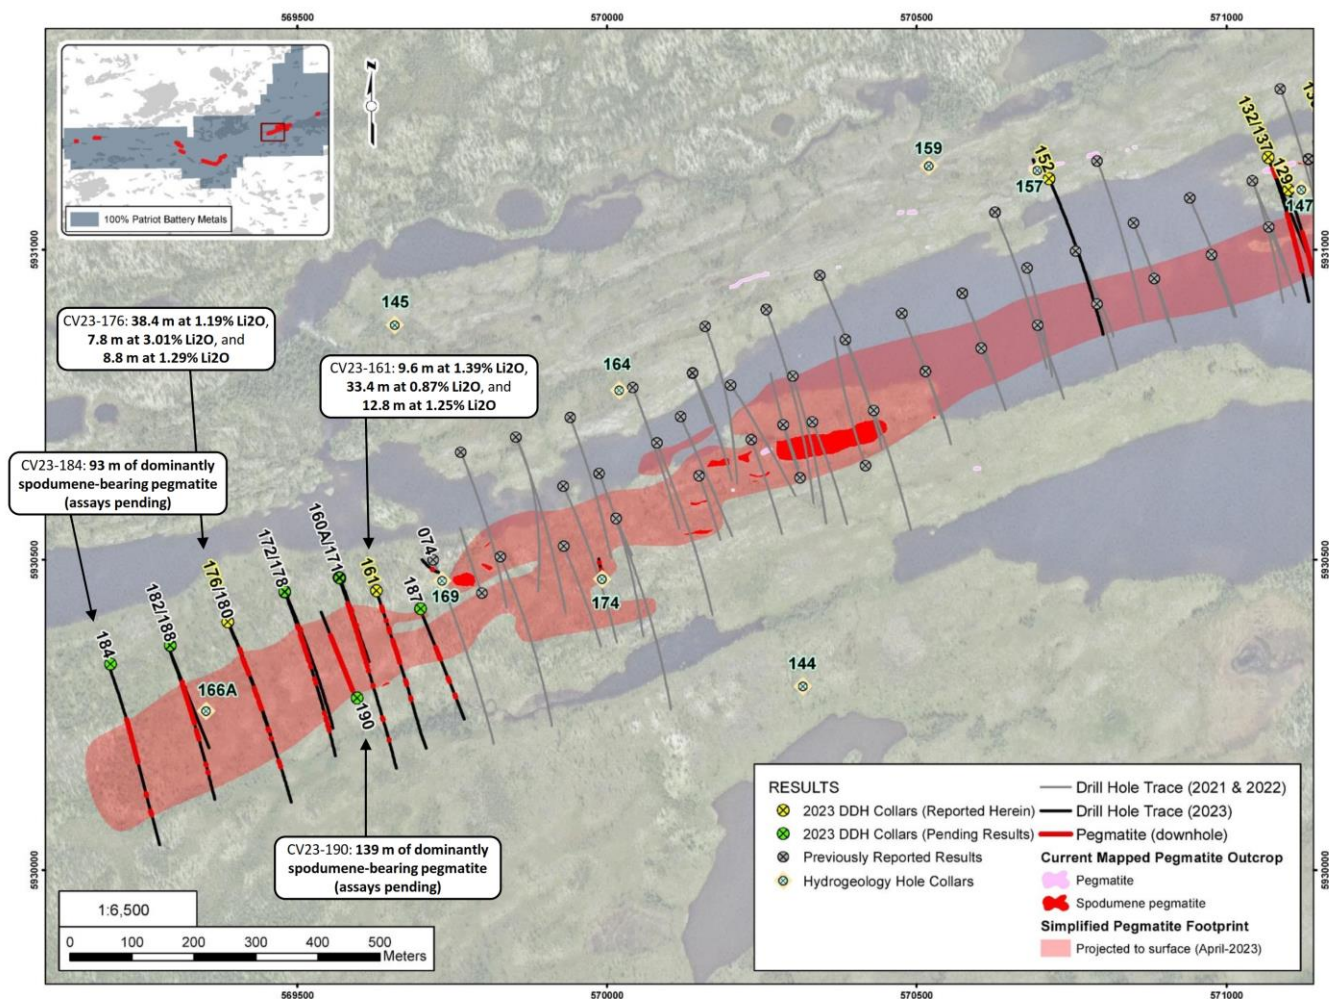 569500
570000
570500
571000
z
100% Patriot Battery Metals
159
152
157
132/137
129
147
5931000
5931000
145
164
CV23-176: 38.4 m at 1.19% Li2O,
7.8 m at 3.01% Li2O, and
8.8 m at 1.29% Li2O
CV23-161: 9.6 m at 1.39% Li2O,
33.4 m at 0.87% Li2O, and
12.8 m at 1.25% Li2O
CV23-184: 93 m of dominantly
spodumene-bearing pegmatite
(assays pending)
5930500
5930500
184
182/188
176/180
172/178
160A/171
161
187
074
169
174
166A
190
144
CV23-190: 139 m of dominantly
spodumene-bearing pegmatite
(assays pending)
5930000
5930000
RESULTS
2023 DDH Collars (Reported Herein)
2023 DDH Collars (Pending Results)
Previously Reported Results
Hydrogeology Hole Collars
Drill Hole Trace (2021 & 2022)
Drill Hole Trace (2023)
Pegmatite (downhole)
Current Mapped Pegmatite Outcrop
Pegmatite
Spodumene pegmatite
Simplified Pegmatite Footprint
Projected to surface (April-2023)
1:6,500
0 100 200 300 400 500
Meters
569500
570000
570500
571000